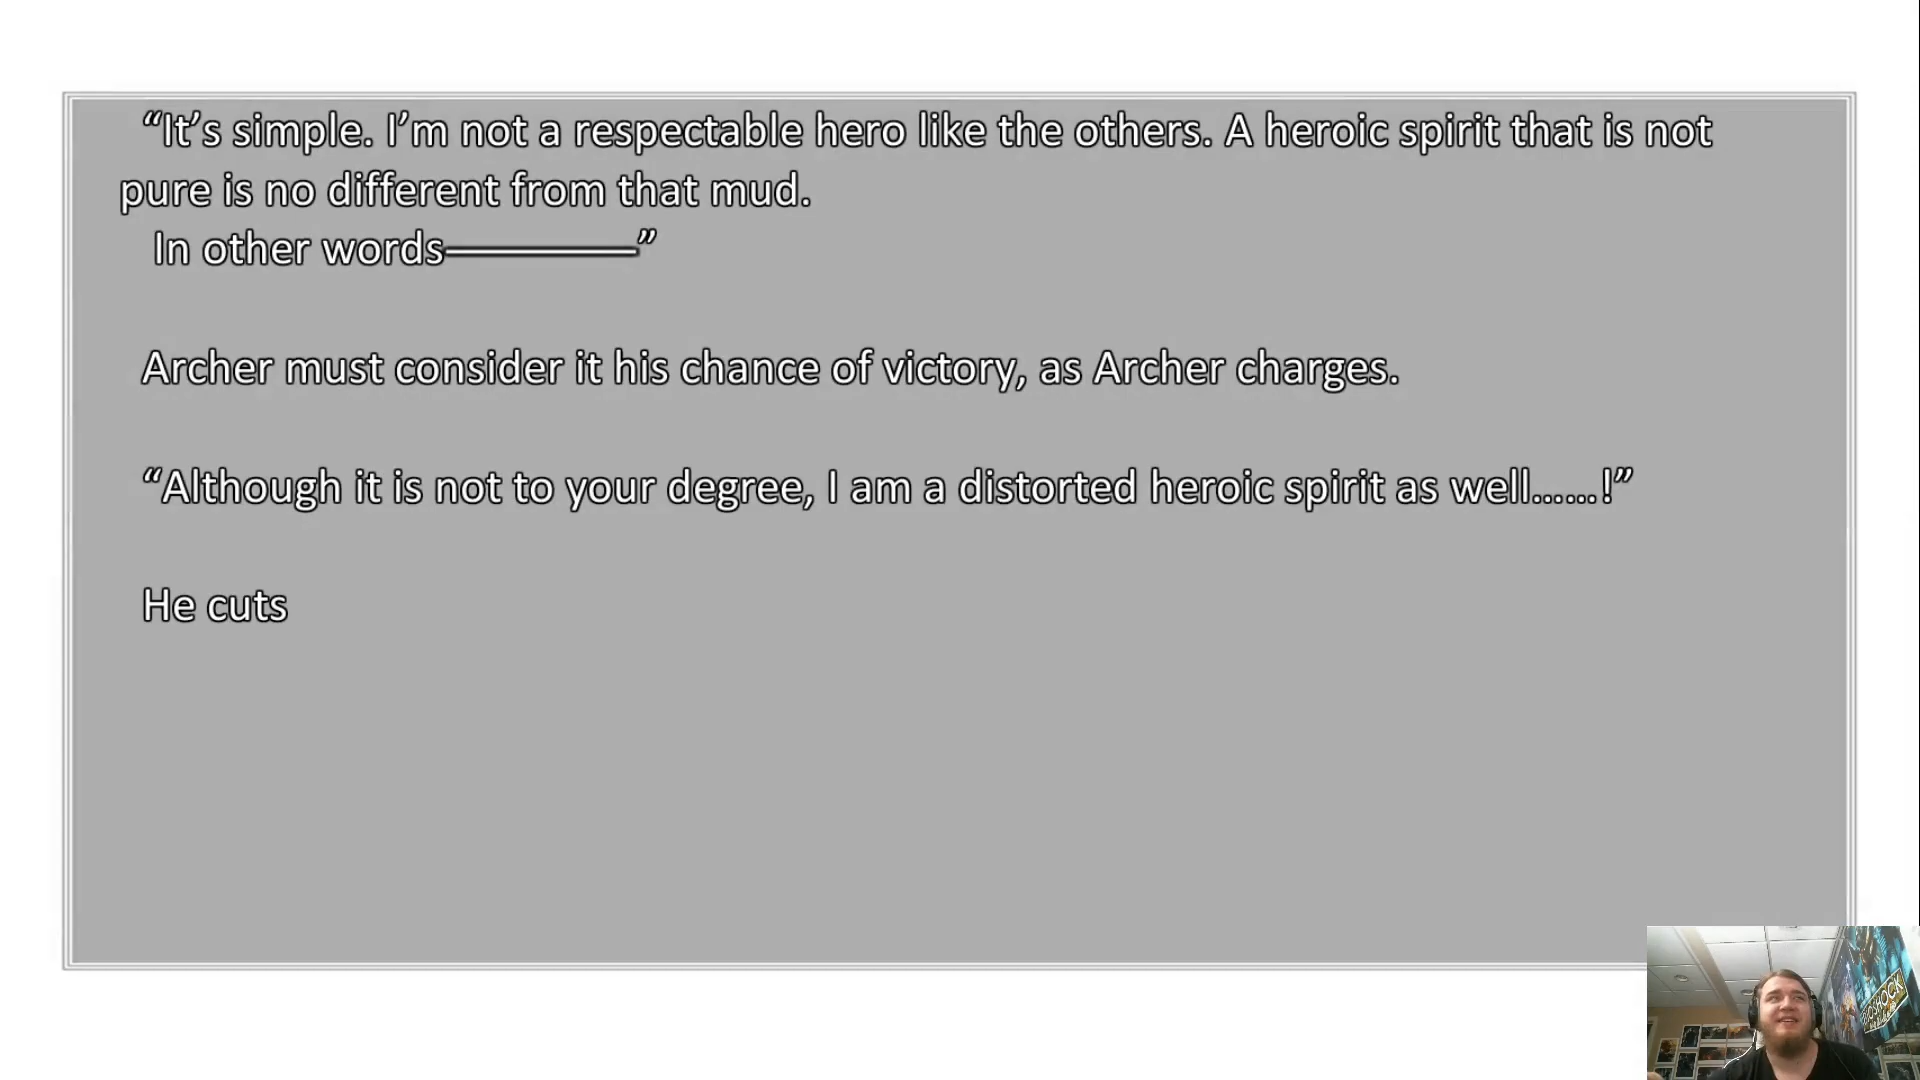 “It’s simple. I’m not a respectable hero like the others. A heroic spirit that is not
pure is no different from that mud.
In other words————”
Archer must consider it his chance of victory, as Archer charges.
“Although it is not to your degree, I am a distorted heroic spirit as well……!”
He cuts
BIOSHOCK